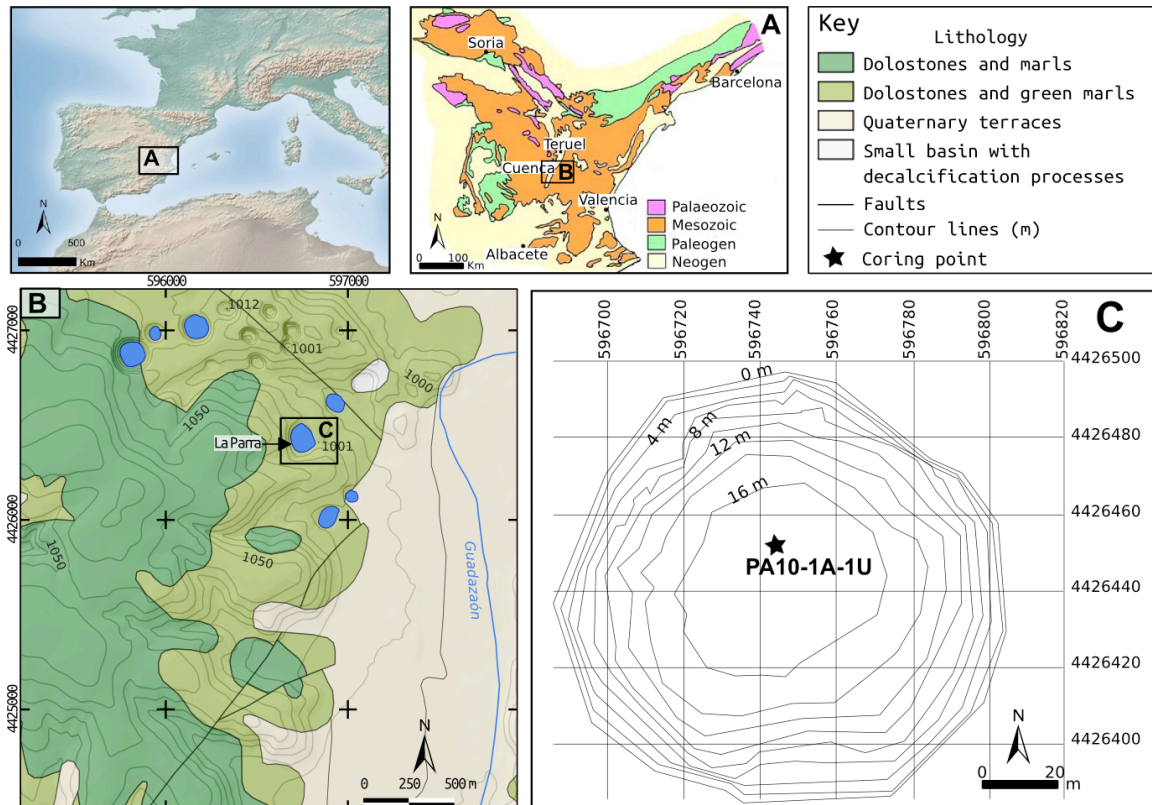 A
N
0
500
Km
A
Soria
Barcelona
Teruel
Cuenca
B
Valencia
Albacete
N
0
100
Km
Palaeozoic
Mesozoic
Paleogen
Neogen
Key
Lithology
Dolostones and marls
Dolostones and green marls
Quaternary terraces
Small basin with
decalcification processes
Faults
Contour lines (m)
Coring point
596000
597000
B
4427000
4426000
4425000
1012
1001
1000
1050
C
La Parra
1001
1050
1050
Guadazaón
N
0
250
500
m
C
596700
596720
596740
596760
596780
596800
596820
4426500
4426480
4426460
4426440
4426420
4426400
0 m
4 m
8 m
12 m
16 m
PA10-1A-1U
N
0
20
m